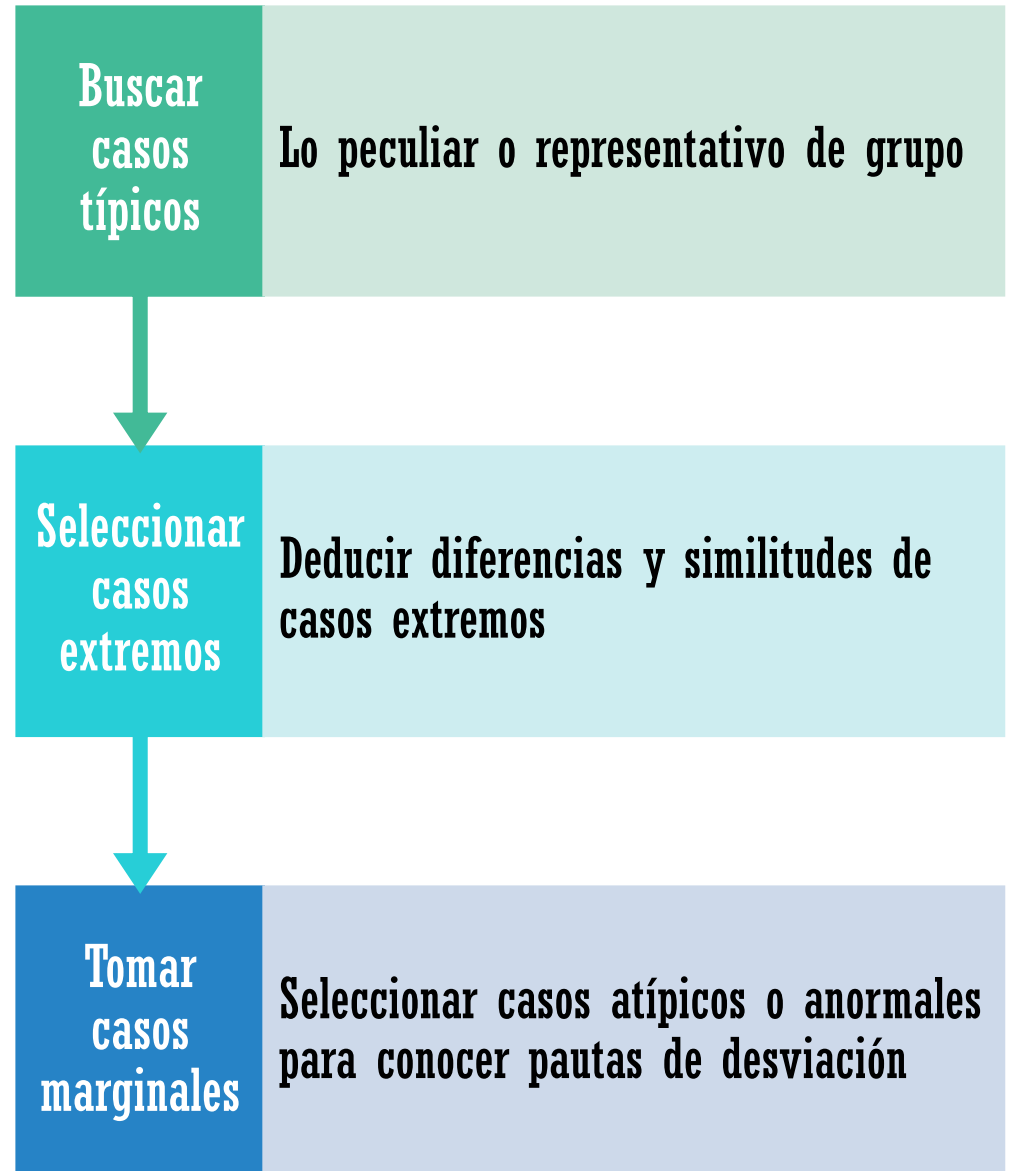 Buscar
casos
típicos
Lo peculiar o representativo de grupo
Seleccionar
casos
extremos
Deducir diferencias y similitudes de
casos extremos
Tomar
casos
marginales
Seleccionar casos atípicos o anormales
para conocer pautas de desviación